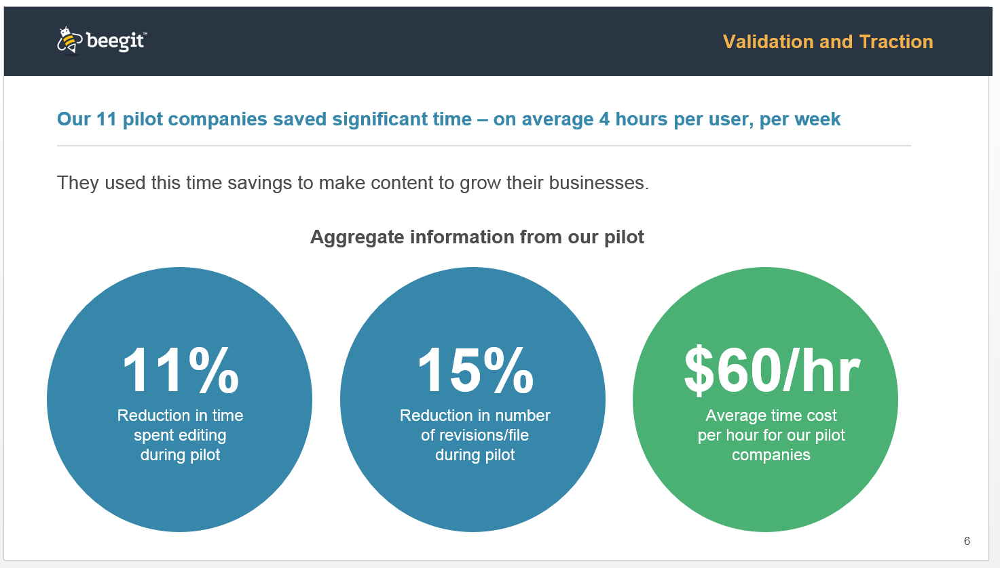 beegit™
Validation and Traction
Our 11 pilot companies saved significant time – on average 4 hours per user, per week
They used this time savings to make content to grow their businesses.
Aggregate information from our pilot
11%
Reduction in time
spent editing
during pilot
15%
Reduction in number
of revisions/file
during pilot
$60/hr
Average time cost
per hour for our pilot
companies
6